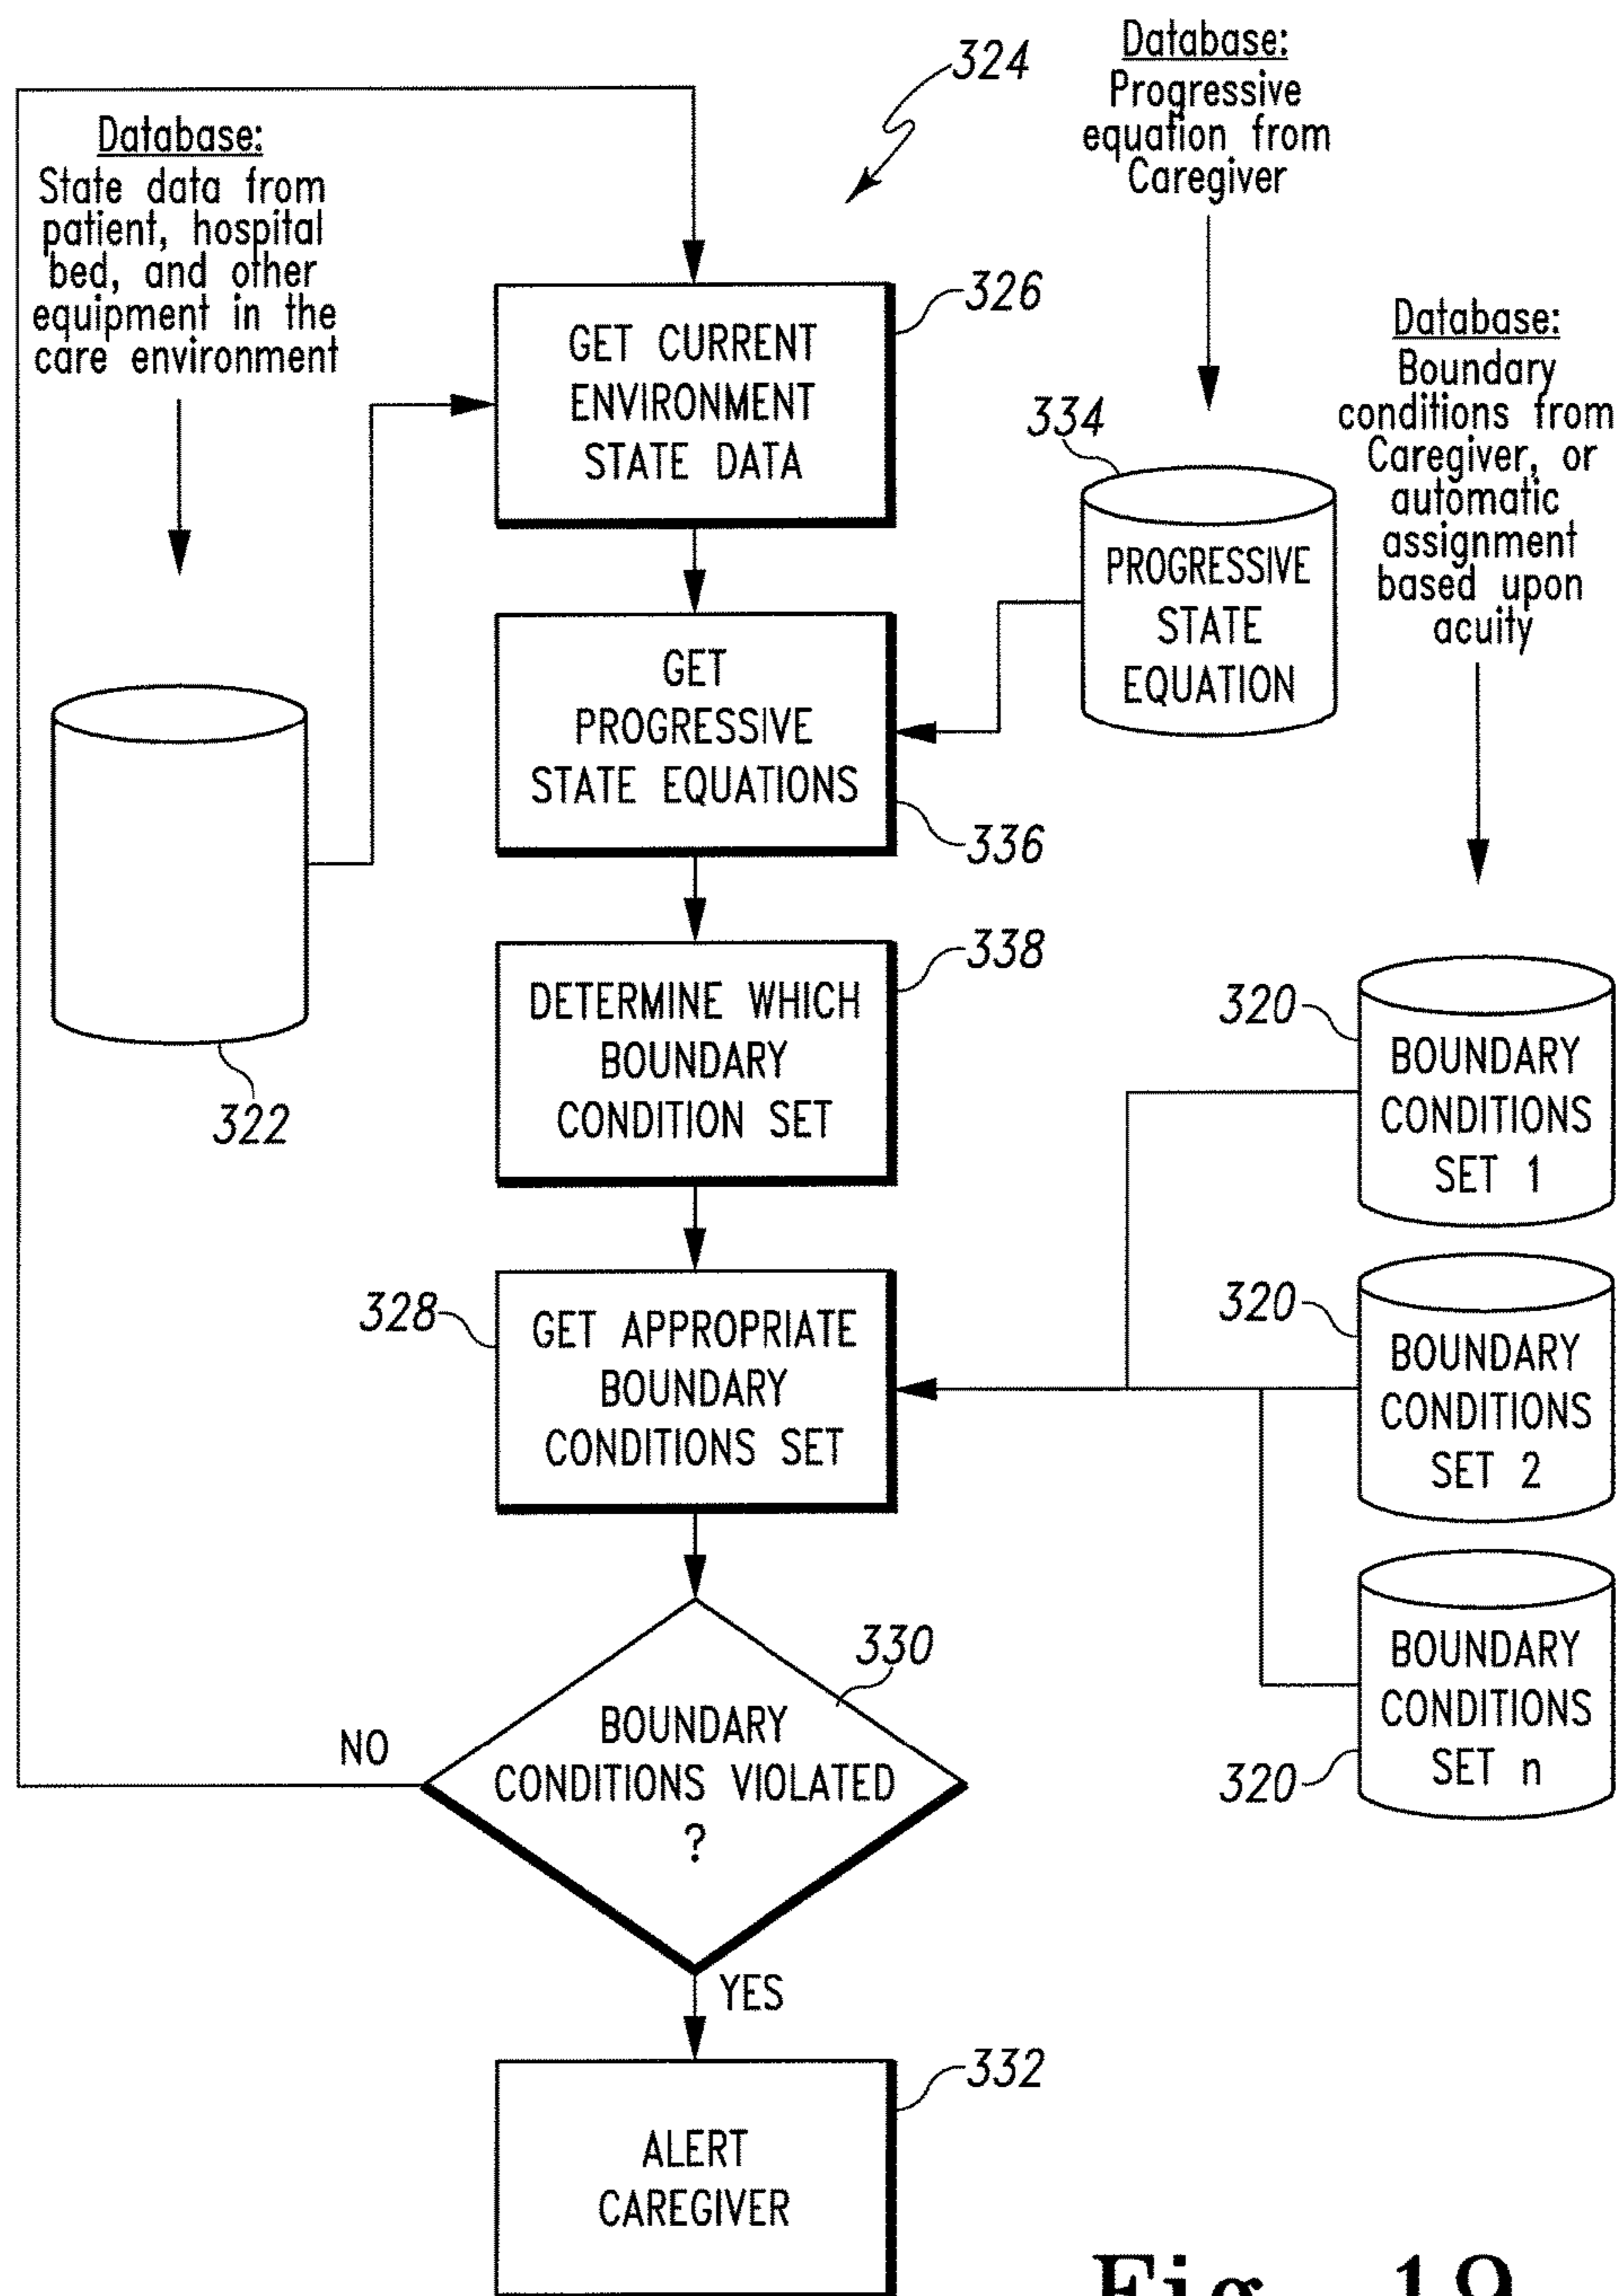 324
Database:
Progressive
equation from
Caregiver
Database:
State data from
patient, hospital
bed, and other
equipment in the
care environment
326
GET CURRENT
ENVIRONMENT
STATE DATA
Database:
Boundary
conditions from
Caregiver, or
automatic
assignment
based upon
acuity
334
PROGRESSIVE
STATE
EQUATION
GET
PROGRESSIVE
STATE EQUATIONS
336
322
338
DETERMINE WHICH
BOUNDARY
CONDITION SET
320
BOUNDARY
CONDITIONS
SET 1
328
GET APPROPRIATE
BOUNDARY
CONDITIONS SET
320
BOUNDARY
CONDITIONS
SET 2
330
BOUNDARY
CONDITIONS VIOLATED
?
NO
320
BOUNDARY
CONDITIONS
SET n
YES
332
ALERT
CAREGIVER
Fig. 19